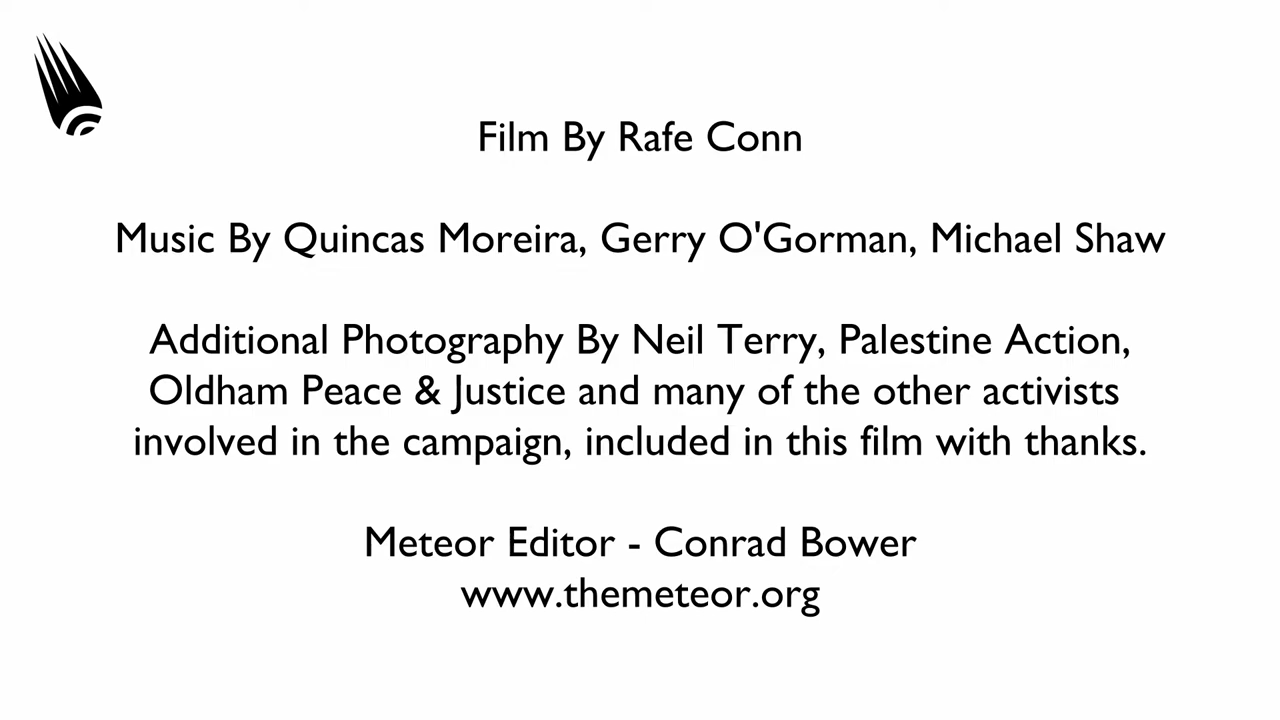 Film By Rafe Conn
Music By Quincas Moreira, Gerry O'Gorman, Michael Shaw
Additional Photography By Neil Terry, Palestine Action,
Oldham Peace & Justice and many of the other activists
involved in the campaign, included in this film with thanks.
Meteor Editor - Conrad Bower
www.themeteor.org